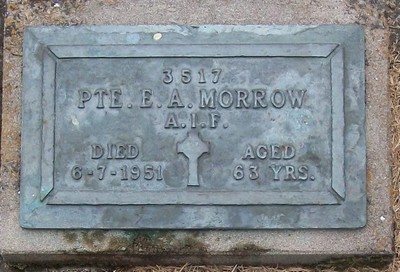 3517
PTE. E. A. MORROW
A.I.F.
DIED AGED
6-7-1951 63 YRS.